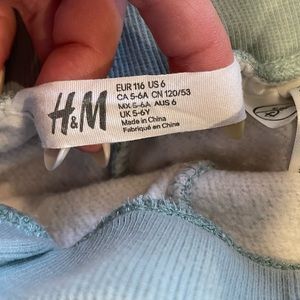 H&M
EUR 116 US 6
CA 5-6A CN 120/53
MX 5-6A AUS 6
UK 5-6Y
Made in China
Fabriqué en Chine